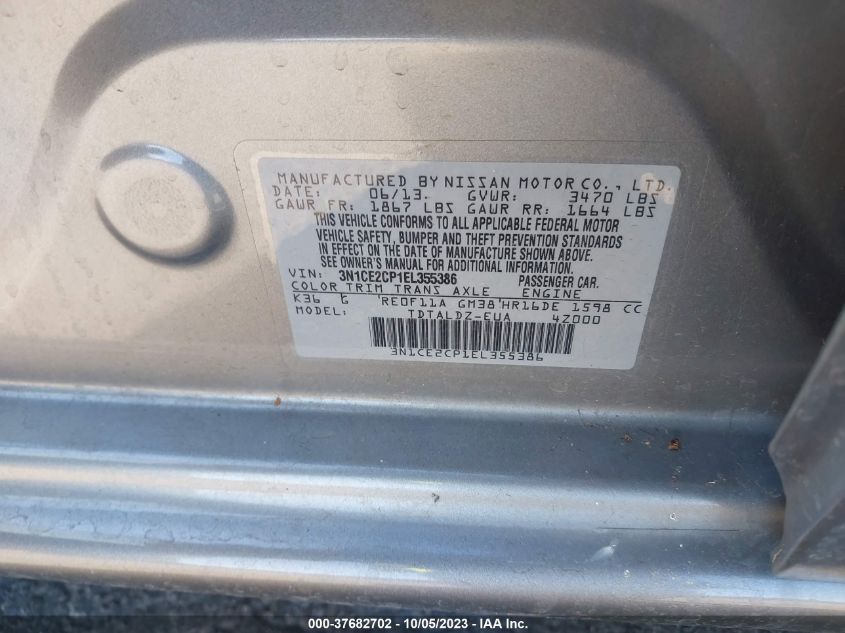 MANUFACTURED BY NISSAN MOTOR CO., LTD.
DATE: 06/13. GVWR: 3470 LBS
GAWR FR: 1867 LBS GAWR RR: 1664 LBS
THIS VEHICLE CONFORMS TO ALL APPLICABLE FEDERAL MOTOR
VEHICLE SAFETY, BUMPER AND THEFT PREVENTION STANDARDS
IN EFFECT ON THE DATE OF MANUFACTURE SHOWN ABOVE.
SEE OWNER'S MANUAL FOR ADDITIONAL INFORMATION.
VIN: 3N1CE2CP1EL355386 PASSENGER CAR.
COLOR TRIM TRANS AXLE ENGINE
K36 G RE0F11A GM38 HR16DE 1598 CC
MODEL: TDTALDZ-EUA 4Z000
3N1CE2CP1EL355386
000-37682702 - 10/05/2023 - IAAI.com